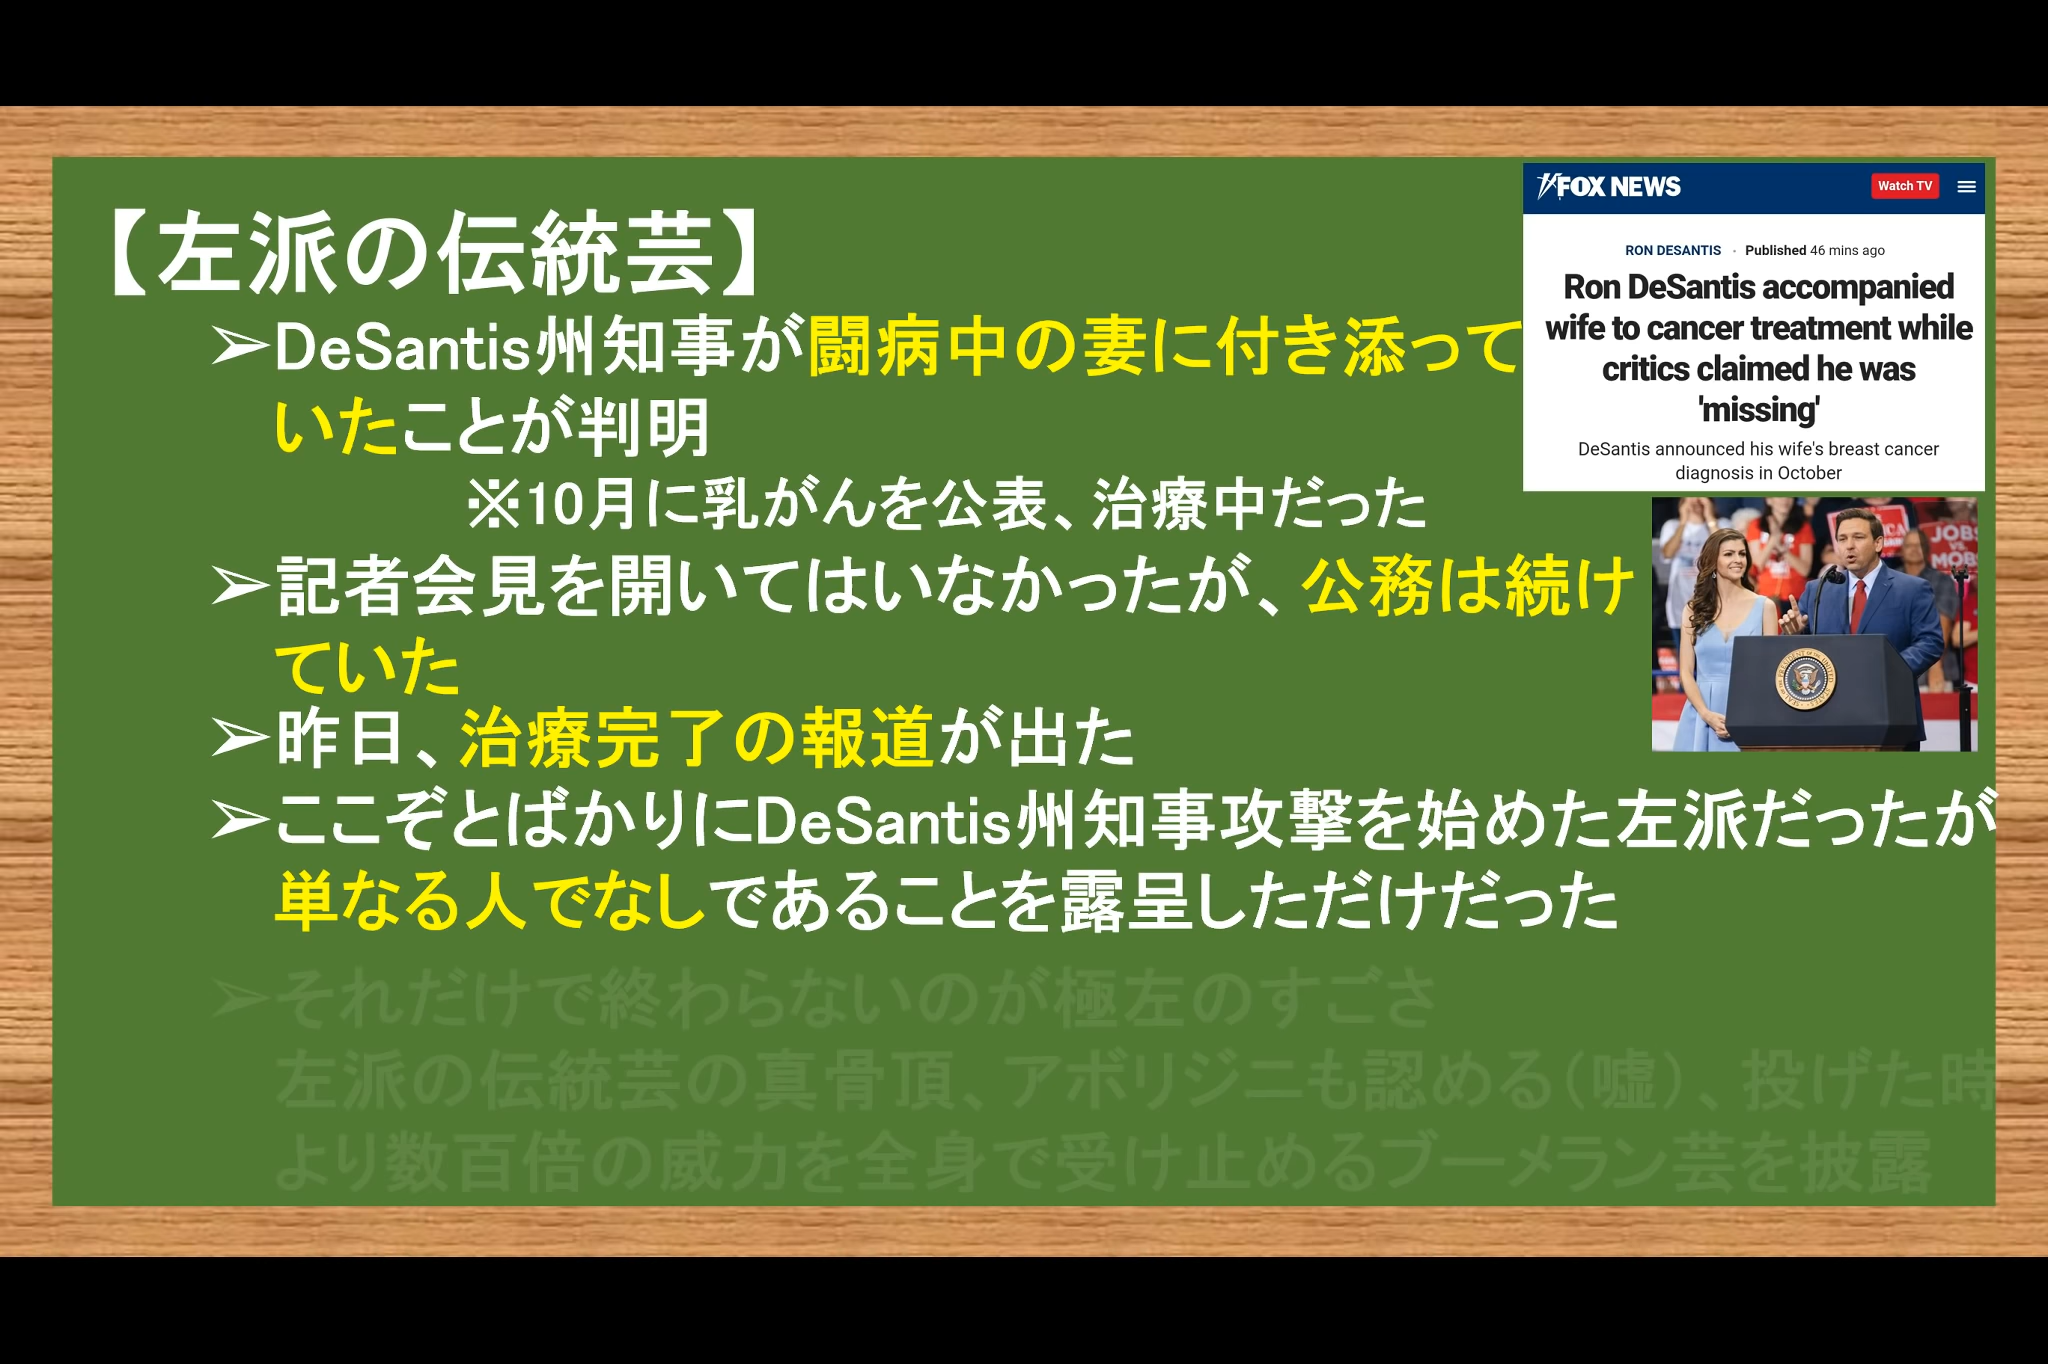 【左派の伝統芸】
➢DeSantis州知事が闘病中の妻に付き添って
いたことが判明
※10月に乳がんを公表、治療中だった
➢記者会見を開いてはいなかったが、公務は続け
ていた
➢昨日、治療完了の報道が出た
➢ここぞとばかりにDeSantis州知事攻撃を始めた左派だったが
単なる人でなしであることを露呈しただけだった
➢それだけで終わらないのが極左のすごさ
左派の伝統芸の真骨頂、アボリジニも認める（嘘）、投げた時
より数百倍の威力を全身で受け止めるブーメラン芸を披露
FOX NEWS
Watch TV
RON DESANTIS · Published 46 mins ago
Ron DeSantis accompanied
wife to cancer treatment while
critics claimed he was
'missing'
DeSantis announced his wife's breast cancer
diagnosis in October
JOBS
VS.
MOBS